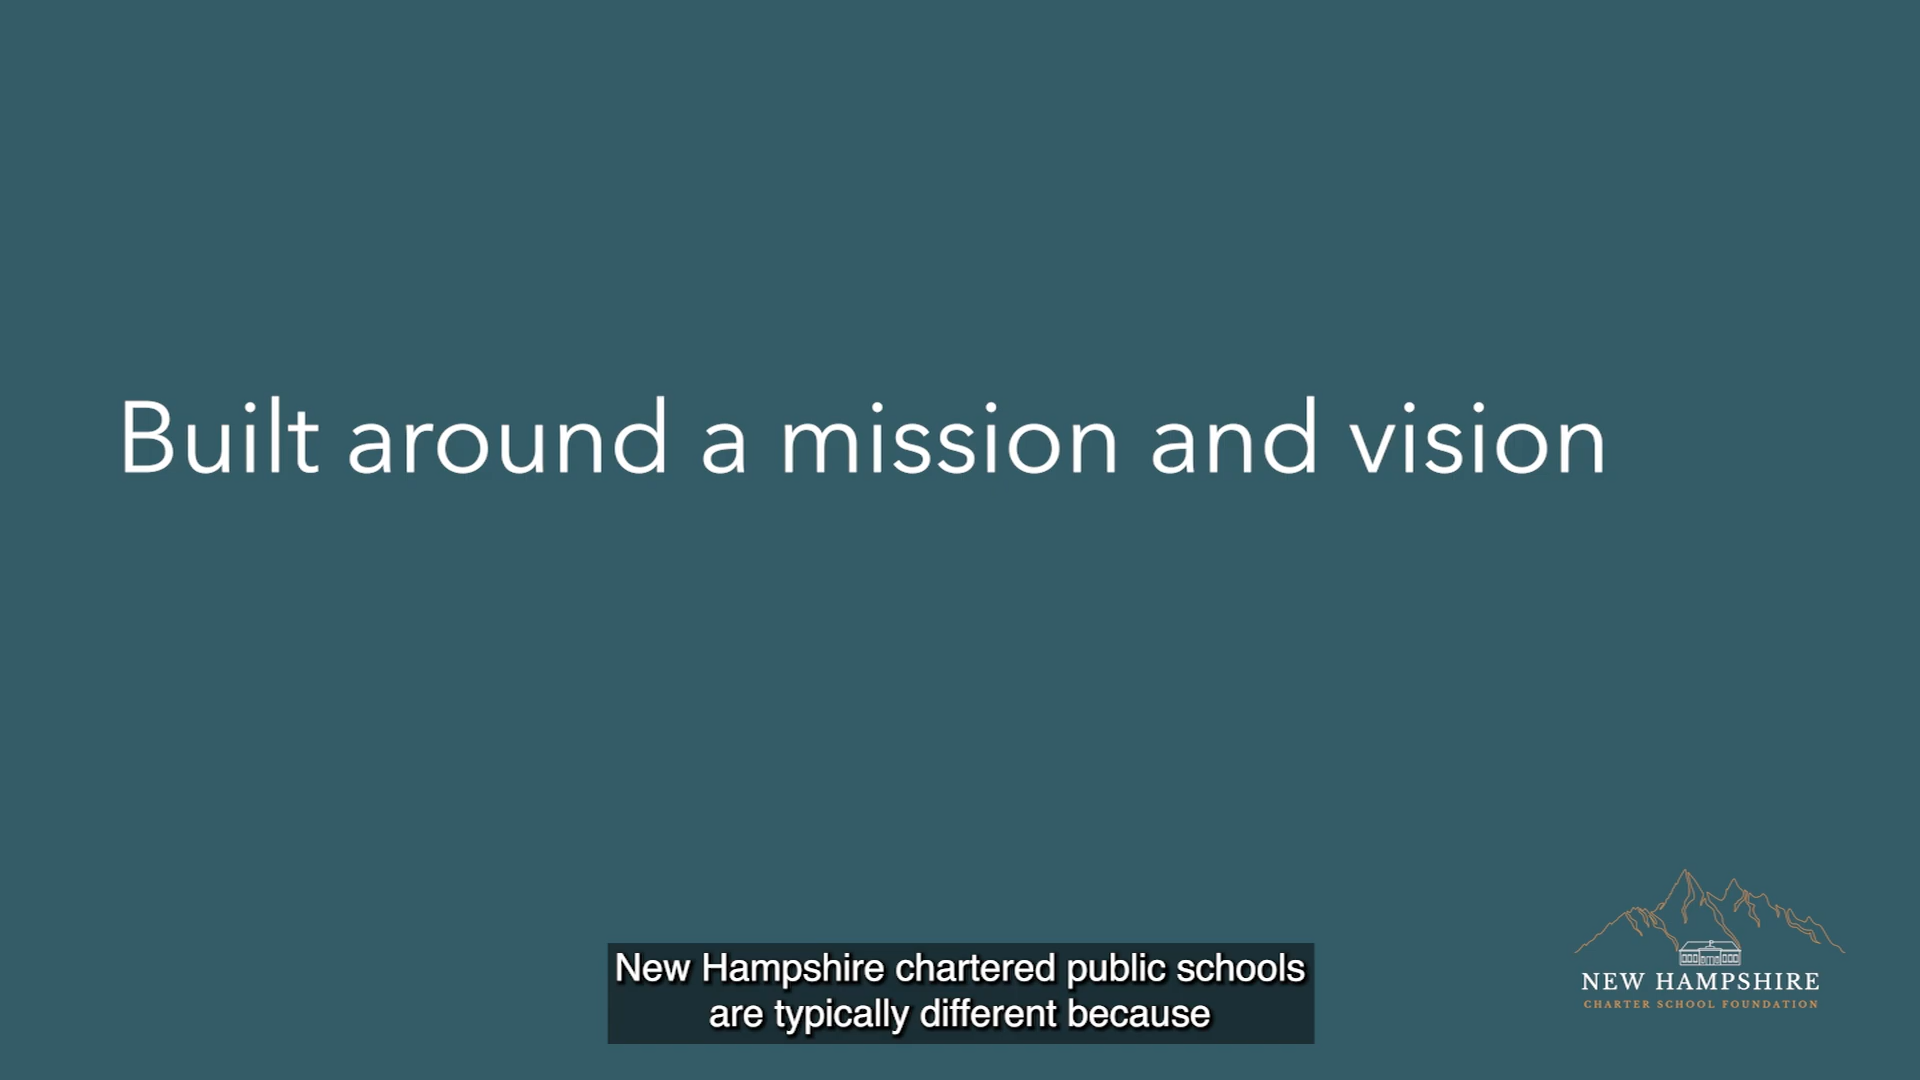 Built around a mission and vision
New Hampshire chartered public schools
are typically different because
NEW HAMPSHIRE
CHARTER SCHOOL FOUNDATION